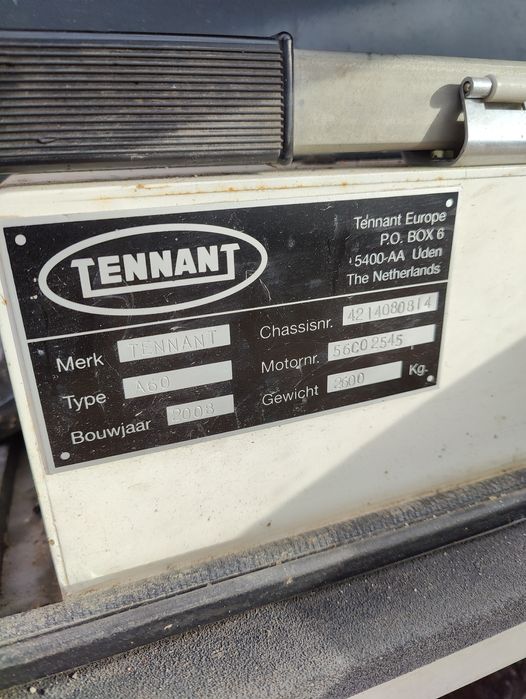 TENNANT
Tennant Europe
P.O. BOX 6
5400-AA Uden
The Netherlands
Merk TENNANT
Type A60
Bouwjaar 2008
Chassisnr. 4214080814
Motornr. 56C02545
Gewicht 2600 Kg.